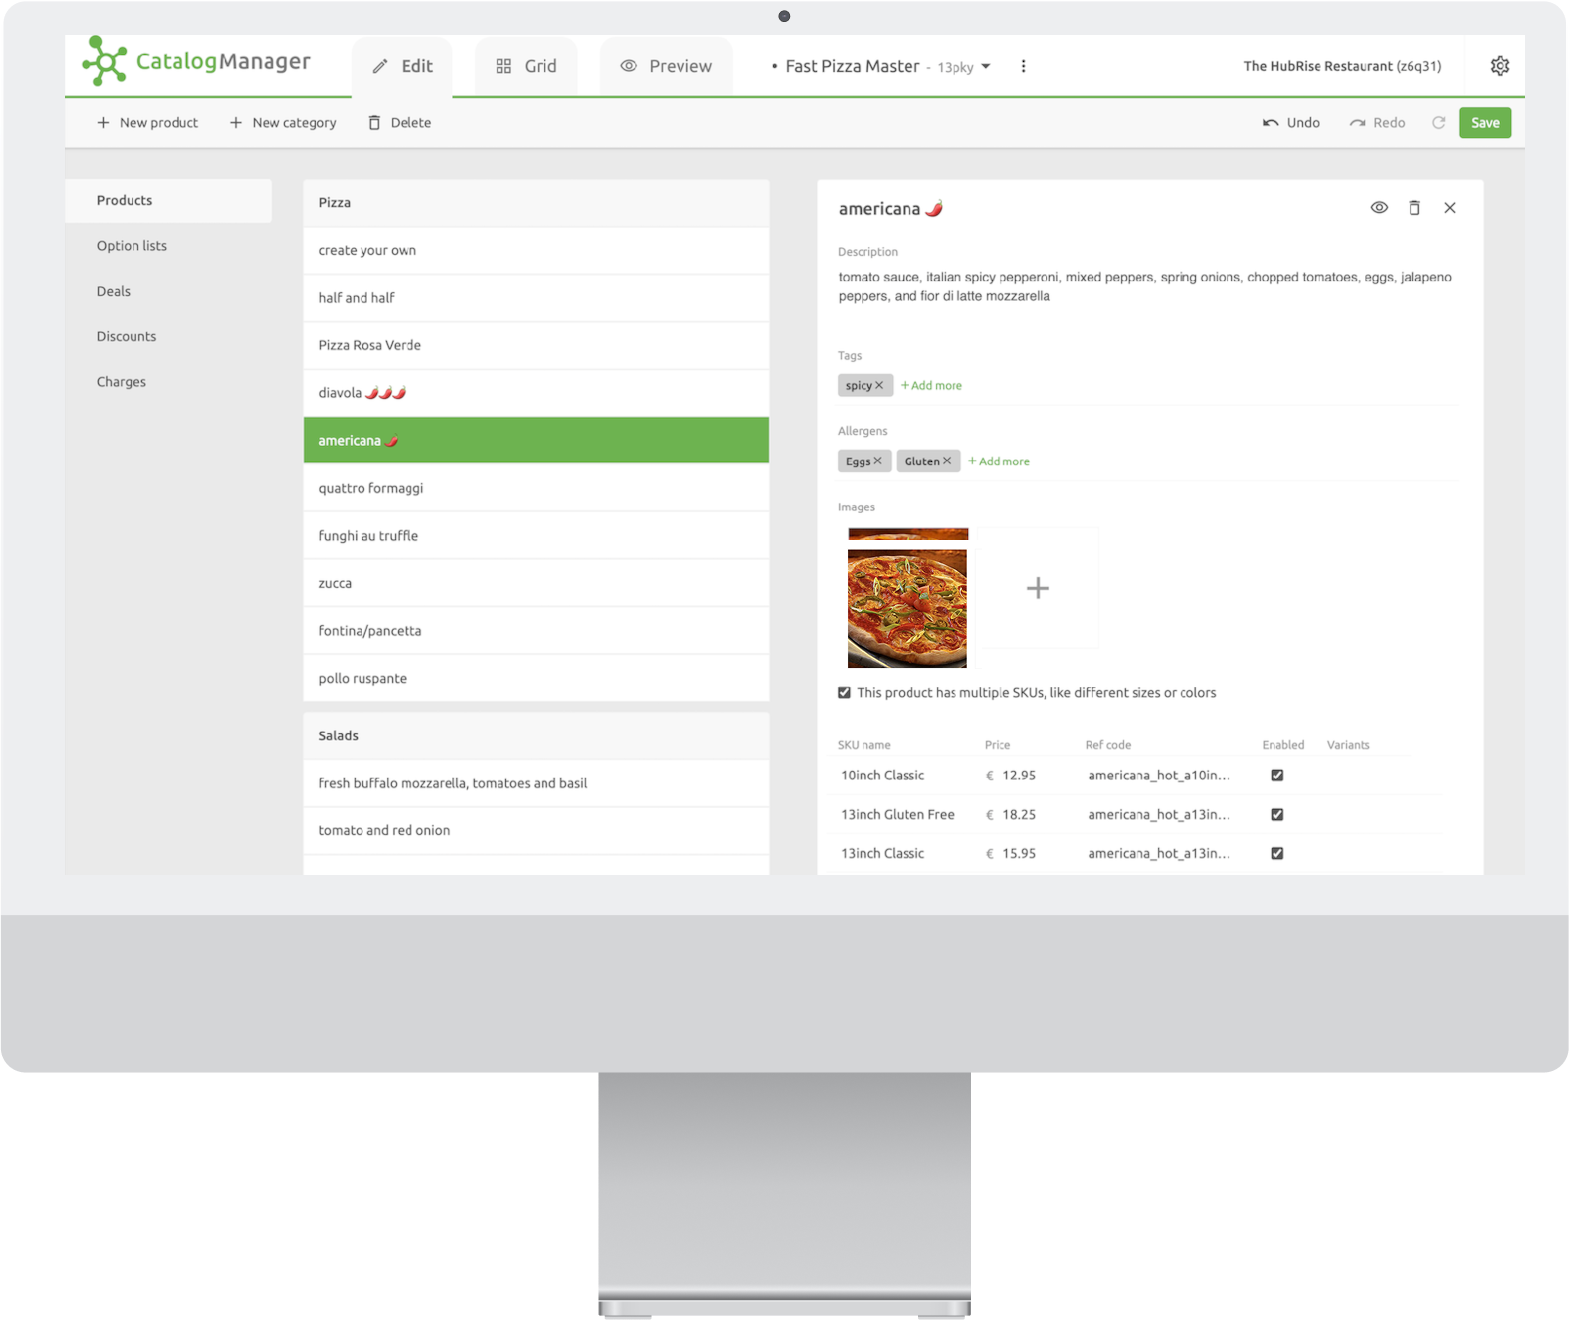 CatalogManager
Edit
Grid
Preview
• Fast Pizza Master - 13pky
The HubRise Restaurant (z6q31)
+ New product
+ New category
Delete
Undo
Redo
Save
Products
Option lists
Deals
Discounts
Charges
Pizza
create your own
half and half
Pizza Rosa Verde
diavola 🌶️🌶️🌶️
americana 🌶️
quattro formaggi
funghi au truffle
zucca
fontina/pancetta
pollo ruspante
Salads
fresh buffalo mozzarella, tomatoes and basil
tomato and red onion
americana 🌶️
Description
tomato sauce, italian spicy pepperoni, mixed peppers, spring onions, chopped tomatoes, eggs, jalapeno
peppers, and fior di latte mozzarella
Tags
spicy × + Add more
Allergens
Eggs × Gluten × + Add more
Images
+
This product has multiple SKUs, like different sizes or colors
SKU name Price Ref code Enabled Variants
10inch Classic € 12.95 americana_hot_a10in...
13inch Gluten Free € 18.25 americana_hot_a13in...
13inch Classic € 15.95 americana_hot_a13in...